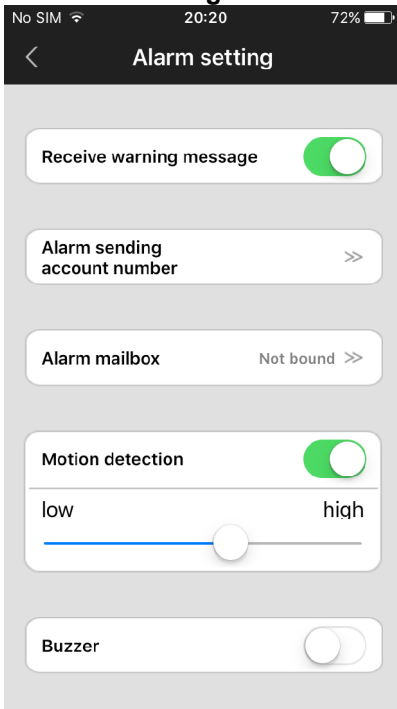 No SIM 20:20 72%
Alarm setting
Receive warning message
Alarm sending
account number
Alarm mailbox Not bound
Motion detection
low high
Buzzer